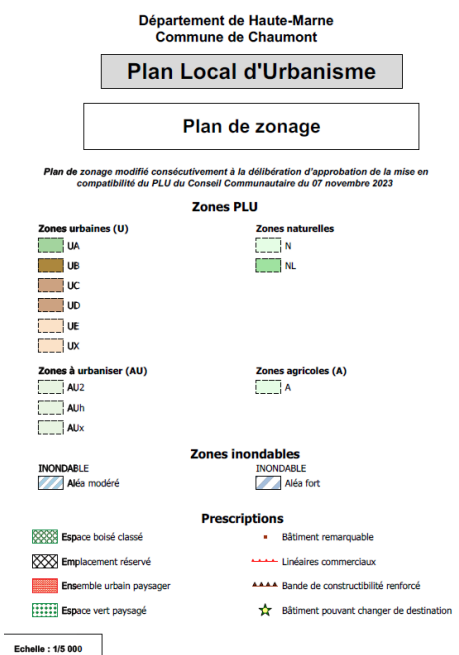 Département de Haute-Marne
Commune de Chaumont
Plan Local d'Urbanisme
Plan de zonage
Plan de zonage modifié consécutivement à la délibération d'approbation de la mise en
compatibilité du PLU du Conseil Communautaire du 07 novembre 2023
Zones PLU
Zones urbaines (U)
UA
UB
UC
UD
UE
UX
Zones naturelles
N
NL
Zones à urbaniser (AU)
AU2
AUh
AUx
Zones agricoles (A)
A
Zones inondables
INONDABLE
Aléa modéré
INONDABLE
Aléa fort
Prescriptions
Espace boisé classé
Emplacement réservé
Ensemble urbain paysager
Espace vert paysagé
Bâtiment remarquable
Linéaires commerciaux
Bande de constructibilité renforcé
Bâtiment pouvant changer de destination
Echelle : 1/5 000